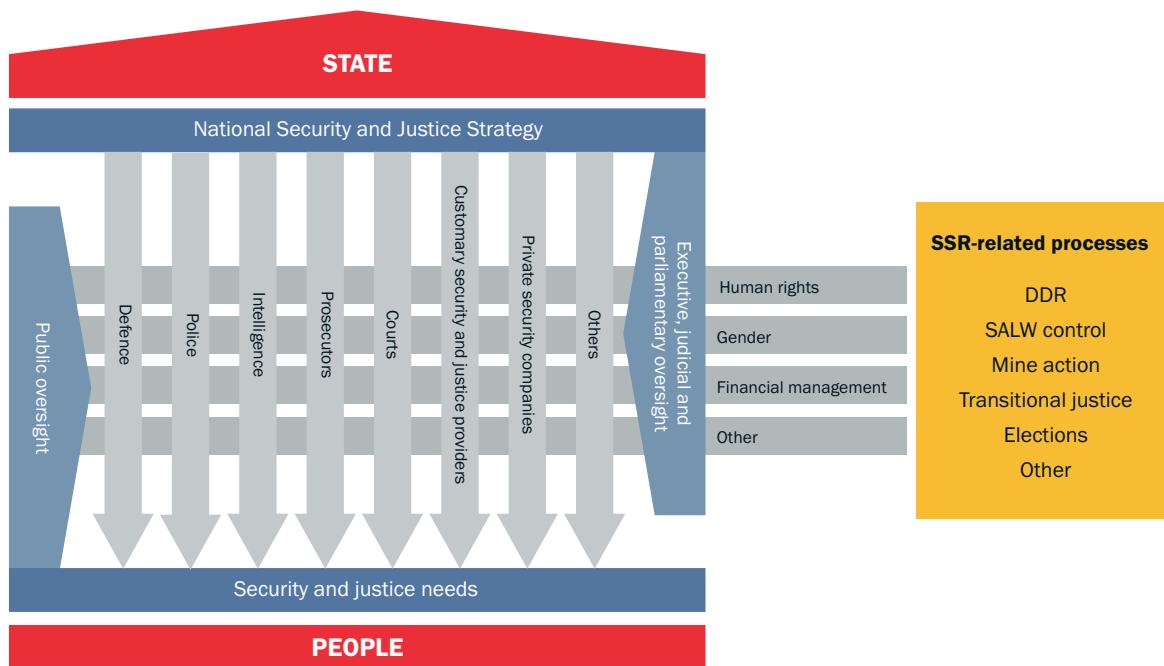 STATE
National Security and Justice Strategy
Public oversight
Defence
Police
Intelligence
Prosecutors
Courts
Customary security and justice providers
Private security companies
Others
Executive, judicial and
parliamentary oversight
Human rights
Gender
Financial management
Other
SSR-related processes
DDR
SALW control
Mine action
Transitional justice
Elections
Other
Security and justice needs
PEOPLE